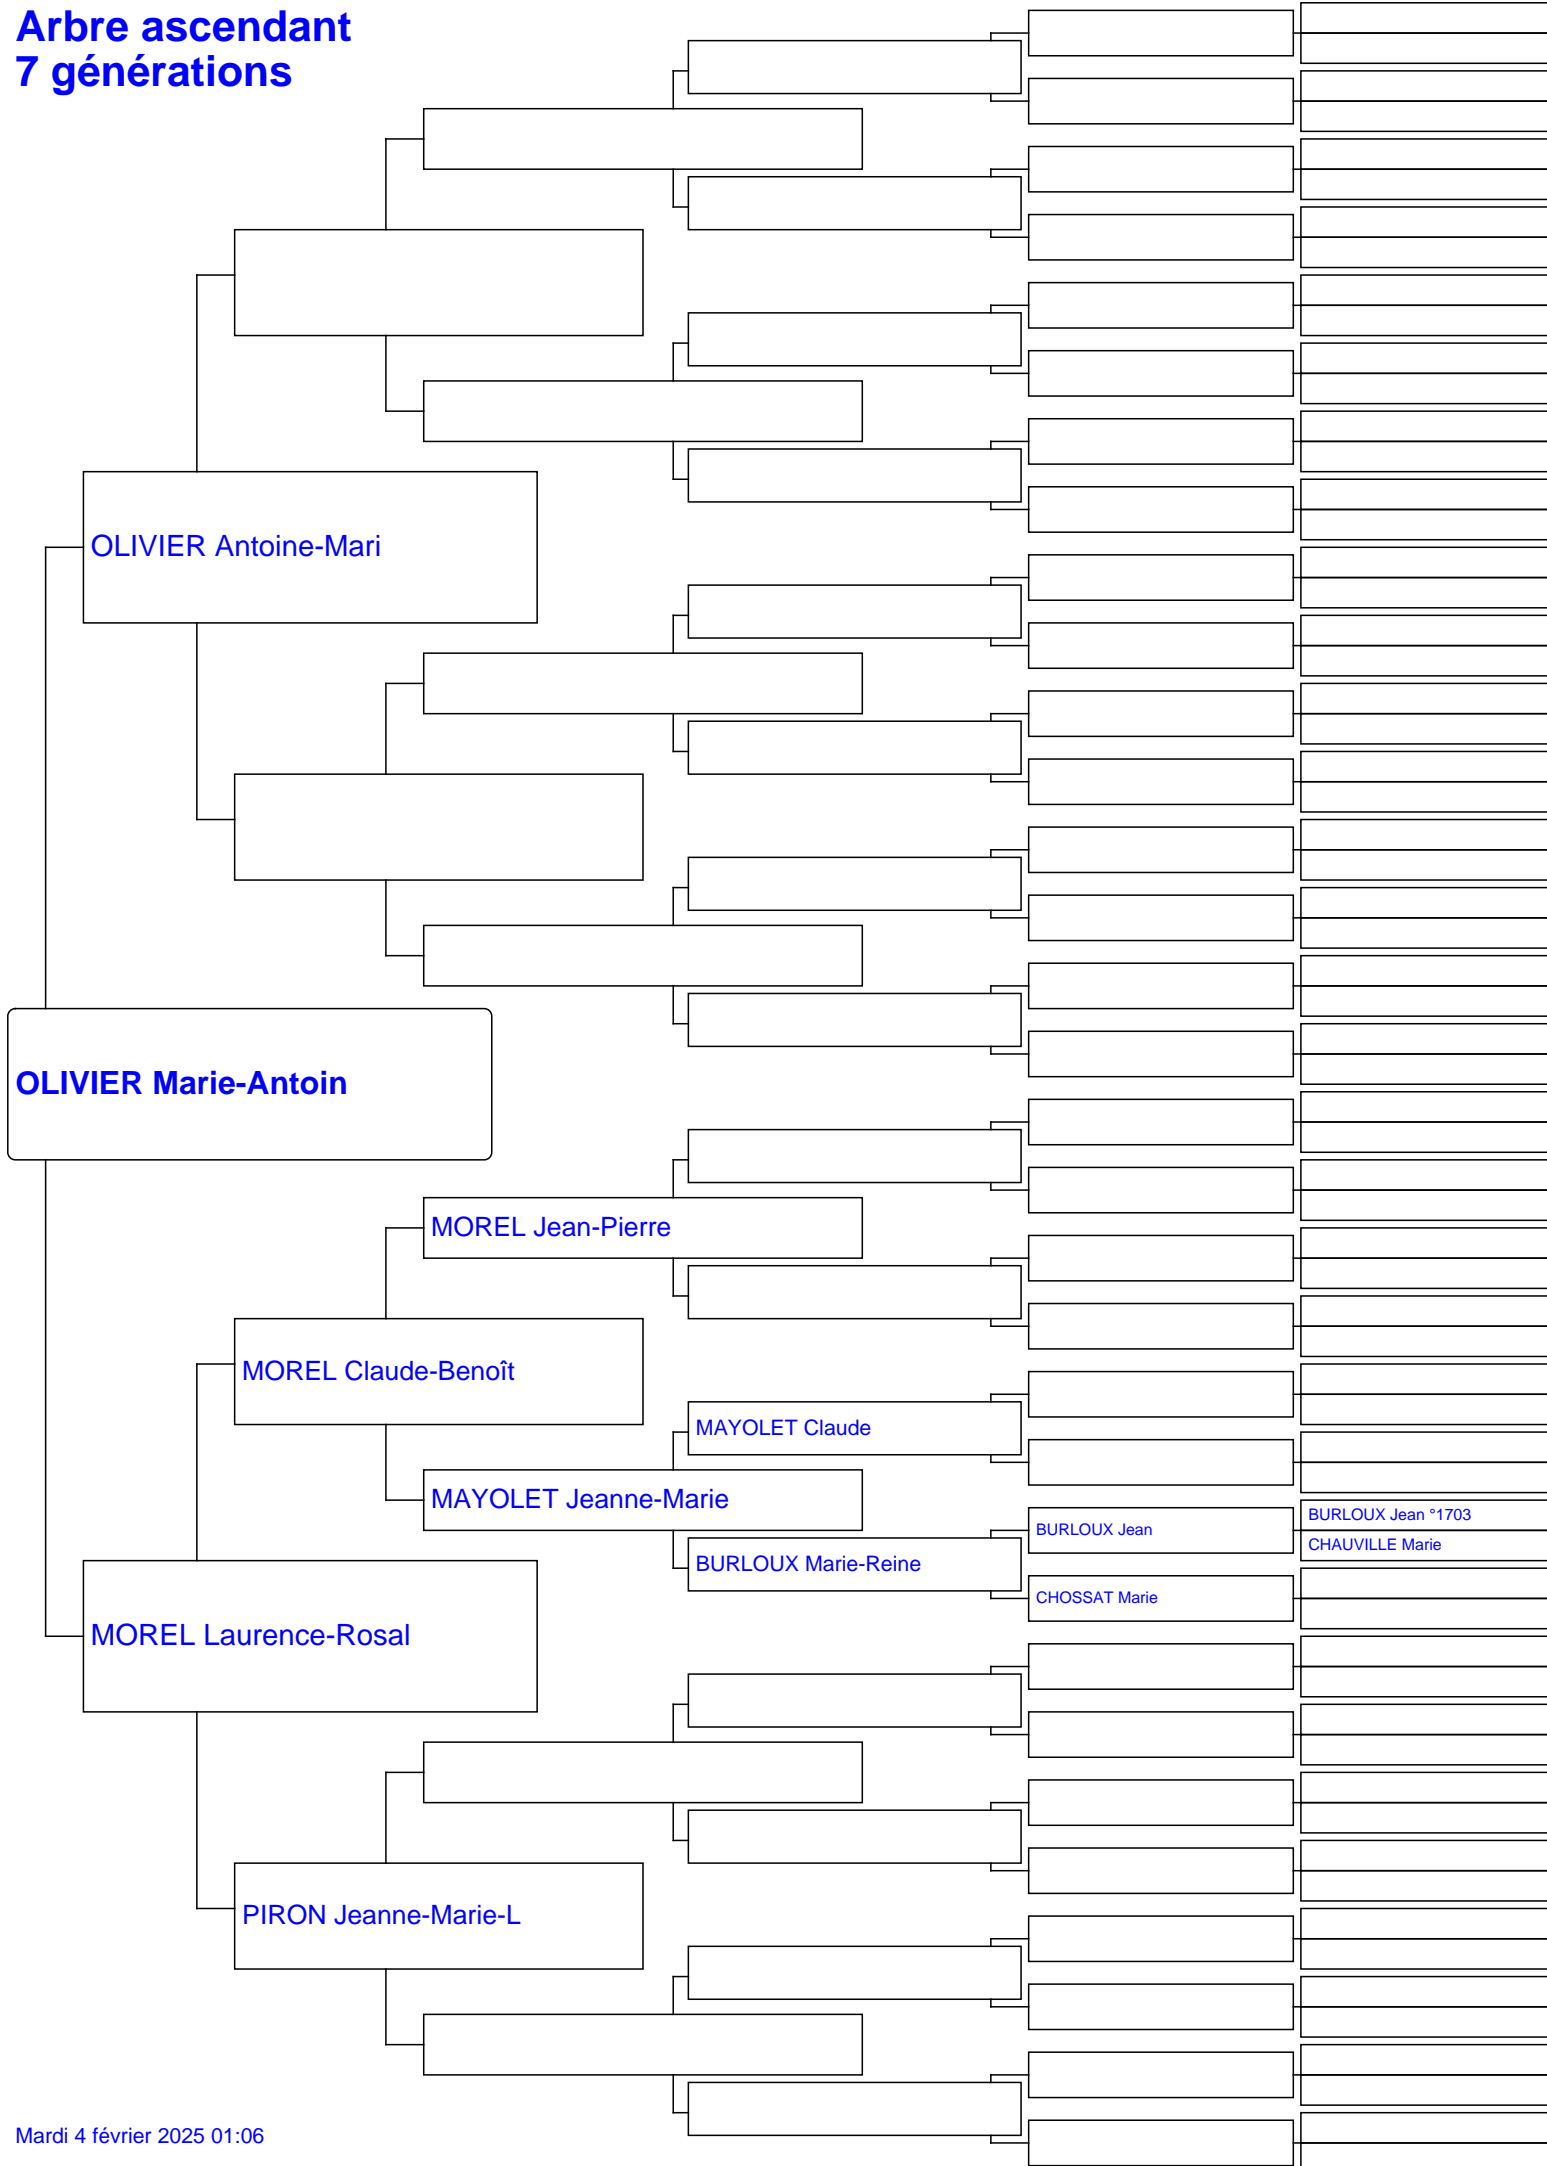 Arbre ascendant
7 générations
OLIVIER Antoine-Mari
OLIVIER Marie-Antoin
MOREL Jean-Pierre
MOREL Claude-Benoît
MAYOLET Claude
MAYOLET Jeanne-Marie
BURLOUX Jean °1703
BURLOUX Jean
CHAUVILLE Marie
BURLOUX Marie-Reine
CHOSSAT Marie
MOREL Laurence-Rosal
PIRON Jeanne-Marie-L
Mardi 4 février 2025 01:06